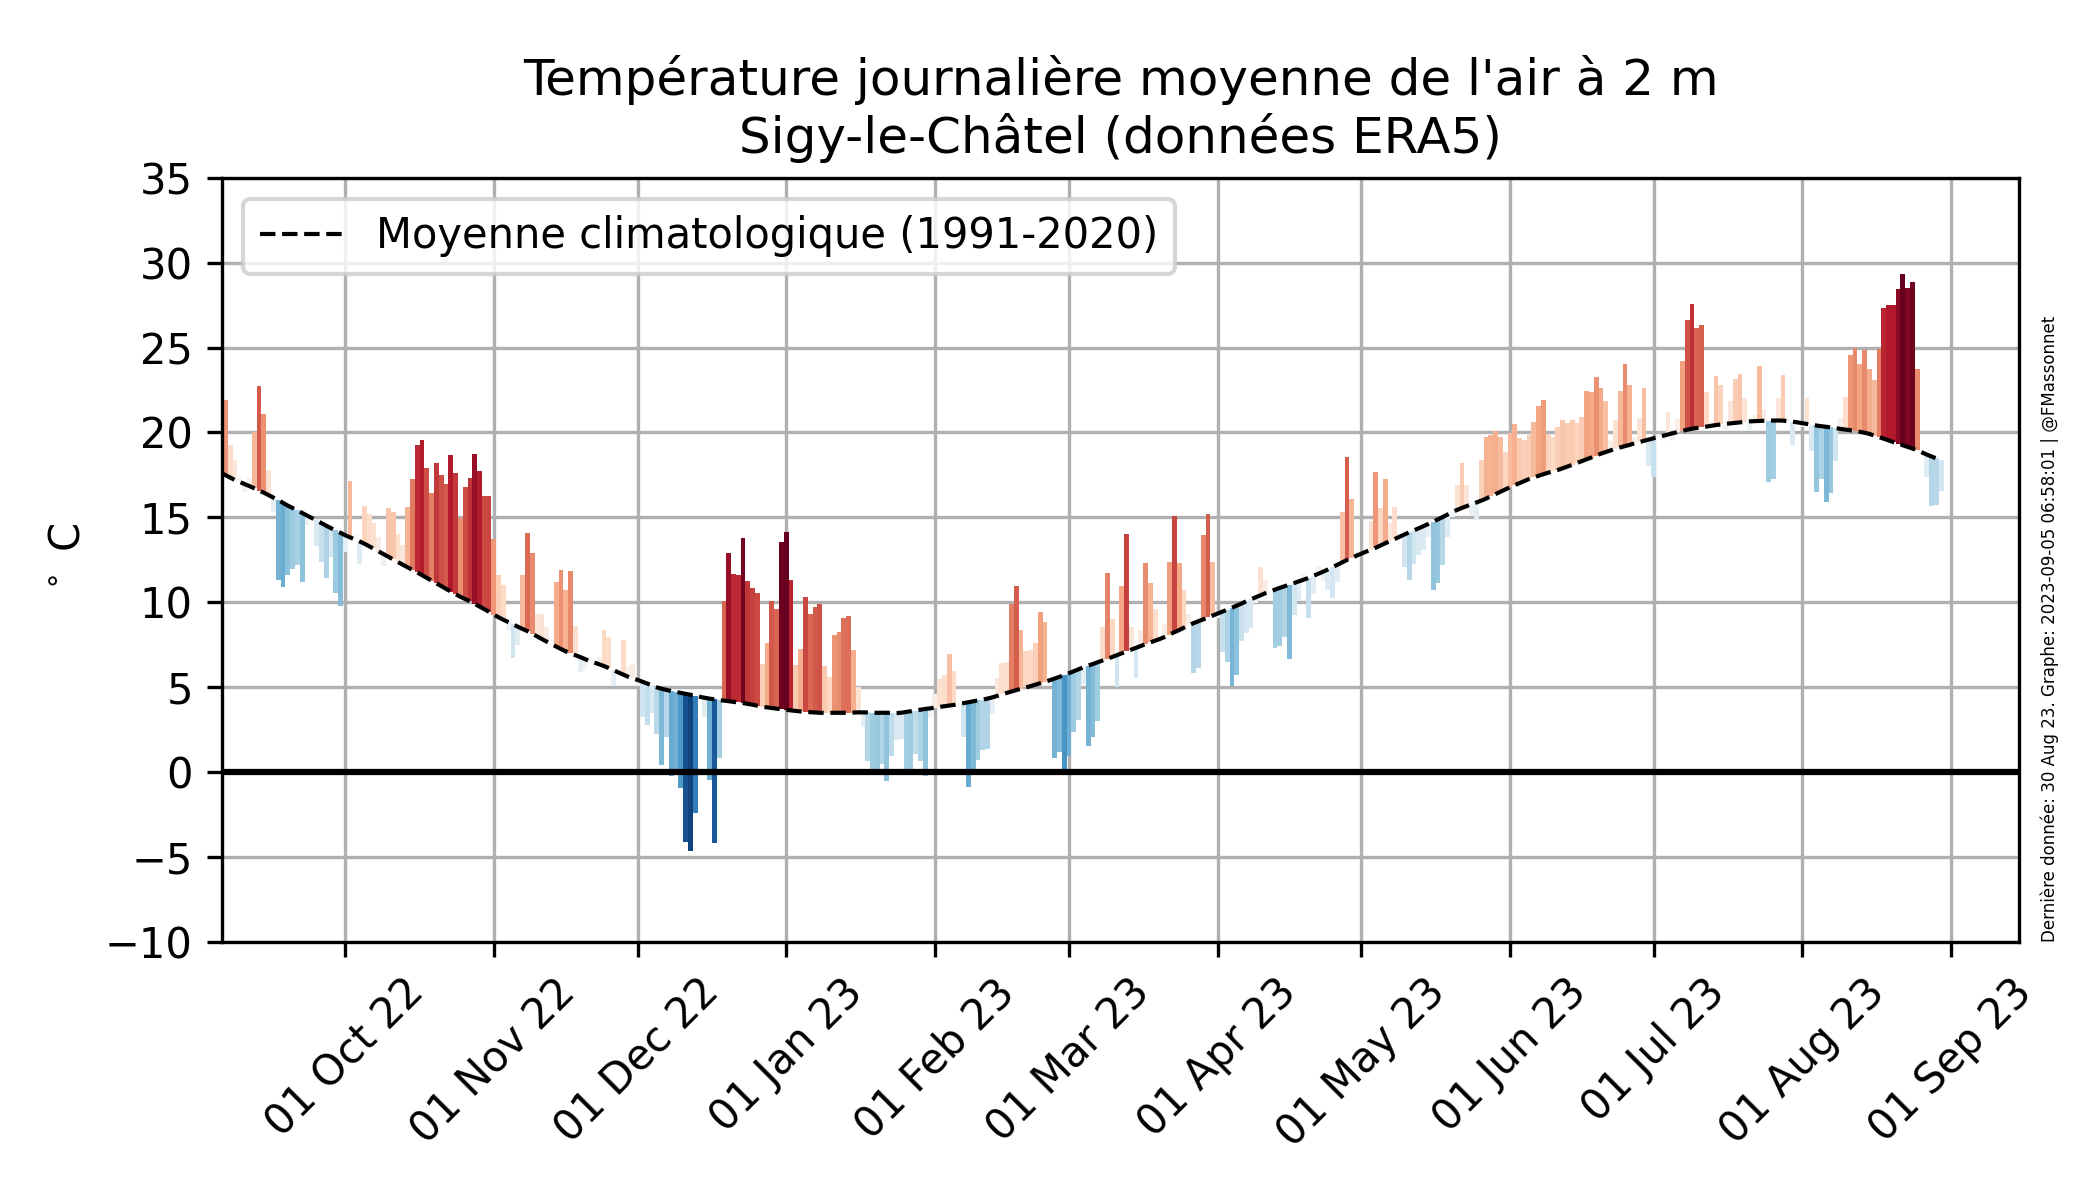 Température journalière moyenne de l'air à 2 m
Sigy-le-Châtel (données ERA5)
Moyenne climatologique (1991-2020)
° C
35
30
25
20
15
10
5
0
−5
−10
01 Oct 22
01 Nov 22
01 Dec 22
01 Jan 23
01 Feb 23
01 Mar 23
01 Apr 23
01 May 23
01 Jun 23
01 Jul 23
01 Aug 23
01 Sep 23
Dernière donnée: 30 Aug 23. Graphe: 2023-09-05 06:58:01 | @FMassonnet